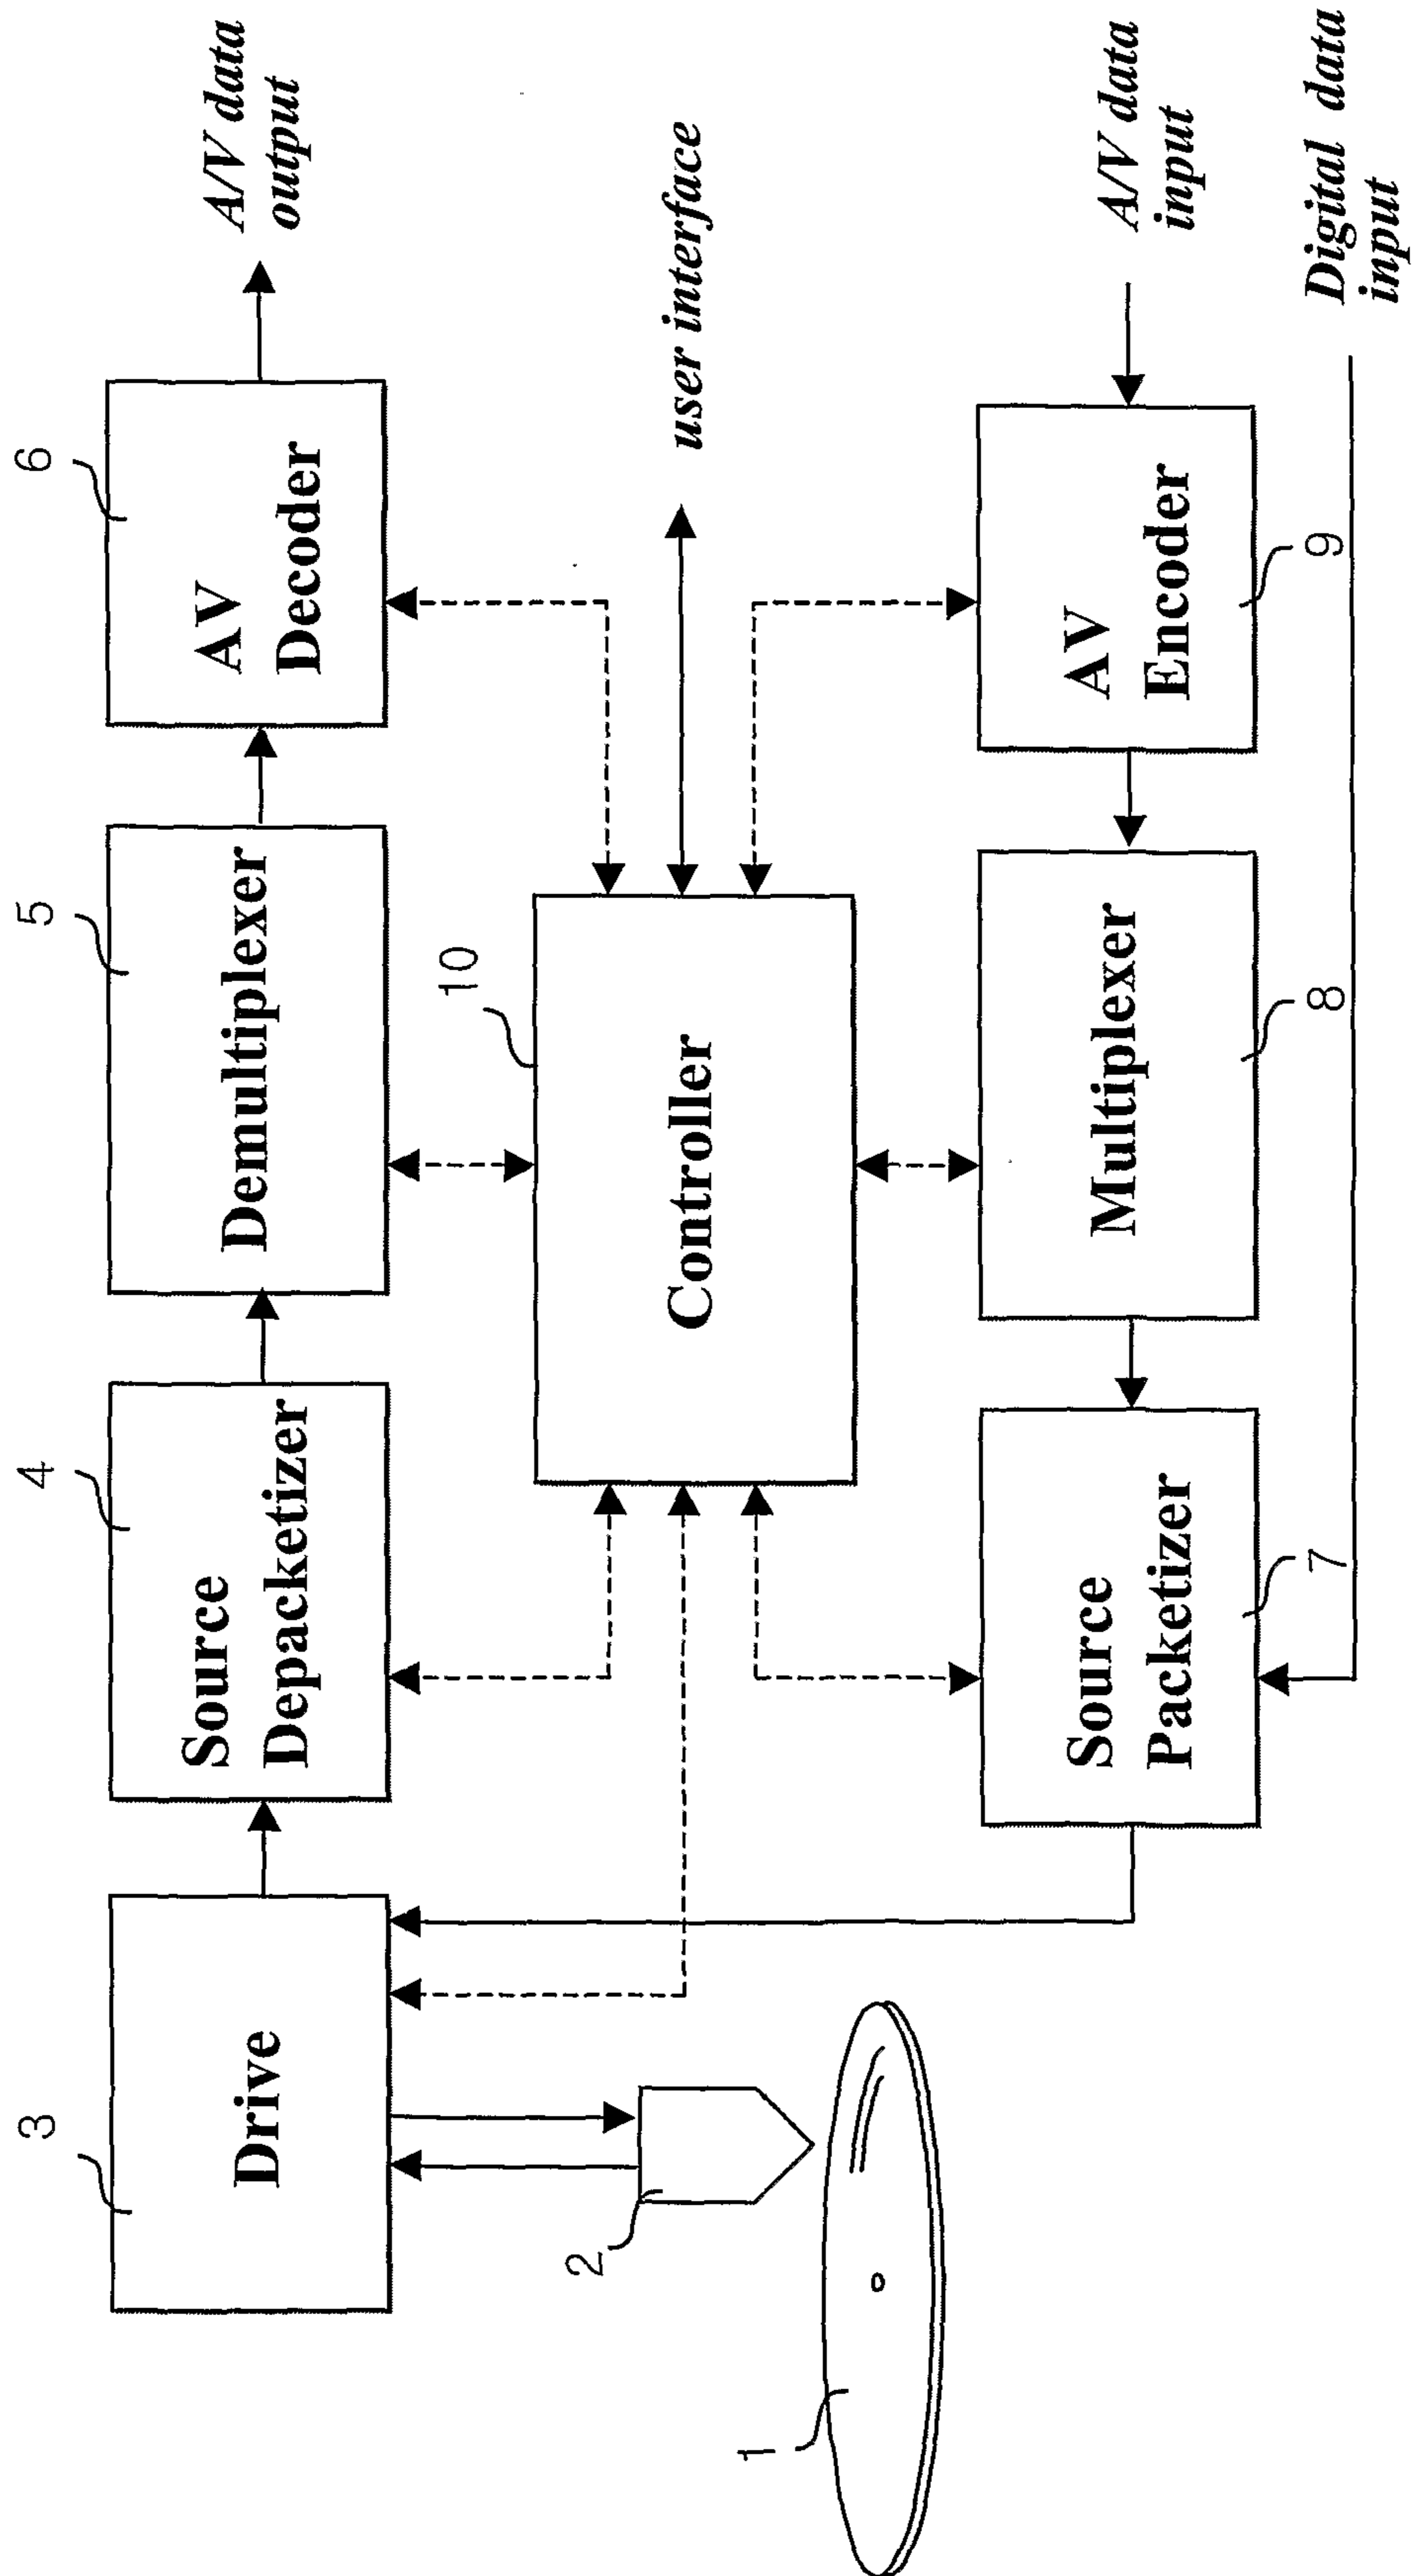 3
Drive
4
Source
Depacketizer
5
Demultiplexer
6
AV
Decoder
A/V data
output
2
1
10
Controller
user interface
Source
Packetizer
7
Multiplexer
8
AV
Encoder
9
A/V data
input
Digital data
input